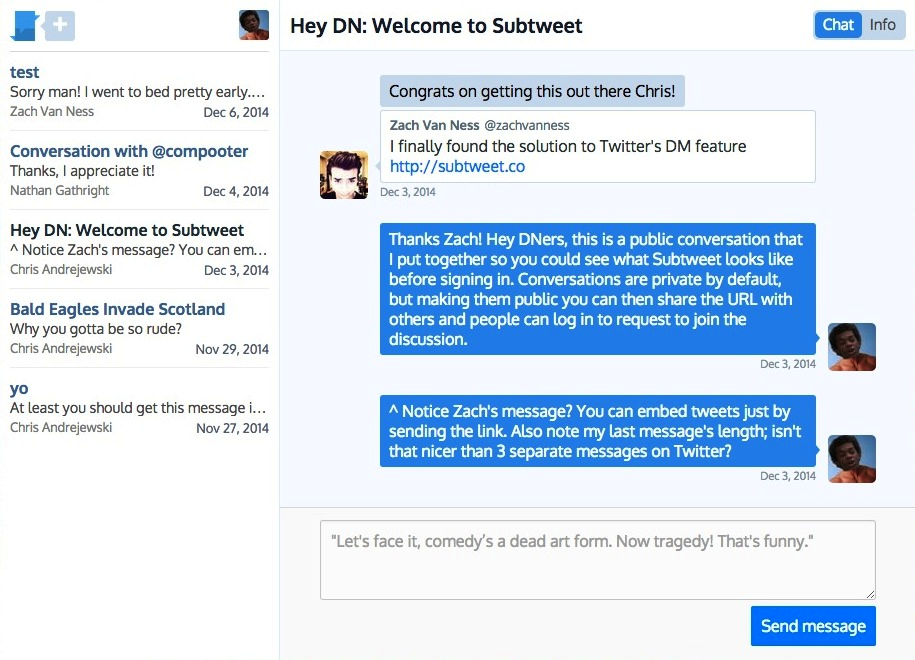 Hey DN: Welcome to Subtweet
Chat Info
test
Sorry man! I went to bed pretty early....
Zach Van Ness Dec 6, 2014
Conversation with @compooter
Thanks, I appreciate it!
Nathan Gathright Dec 4, 2014
Hey DN: Welcome to Subtweet
^ Notice Zach's message? You can em...
Chris Andrejewski Dec 3, 2014
Bald Eagles Invade Scotland
Why you gotta be so rude?
Chris Andrejewski Nov 29, 2014
yo
At least you should get this message i...
Chris Andrejewski Nov 27, 2014
Congrats on getting this out there Chris!
Zach Van Ness @zachvanness
I finally found the solution to Twitter's DM feature
http://subtweet.co
Dec 3, 2014
Thanks Zach! Hey DNers, this is a public conversation that
I put together so you could see what Subtweet looks like
before signing in. Conversations are private by default,
but making them public you can then share the URL with
others and people can log in to request to join the
discussion.
Dec 3, 2014
^ Notice Zach's message? You can embed tweets just by
sending the link. Also note my last message's length; isn't
that nicer than 3 separate messages on Twitter?
Dec 3, 2014
"Let's face it, comedy's a dead art form. Now tragedy! That's funny."
Send message